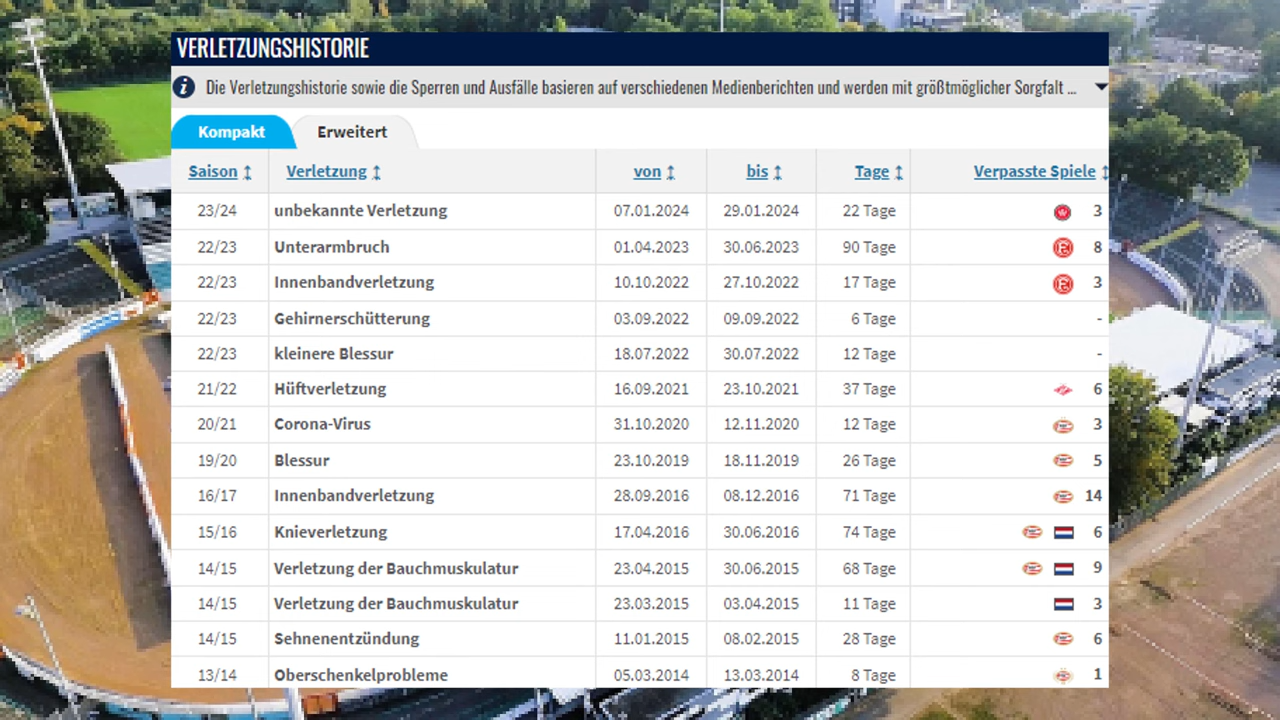 VERLETZUNGSHISTORIE
Die Verletzungshistorie sowie die Sperren und Ausfälle basieren auf verschiedenen Medienberichten und werden mit größtmöglicher Sorgfalt ...
Kompakt Erweitert
Saison Verletzung von bis Tage Verpasste Spiele
23/24 unbekannte Verletzung 07.01.2024 29.01.2024 22 Tage 3
22/23 Unterarmbruch 01.04.2023 30.06.2023 90 Tage 8
22/23 Innenbandverletzung 10.10.2022 27.10.2022 17 Tage 3
22/23 Gehirnerschütterung 03.09.2022 09.09.2022 6 Tage -
22/23 kleinere Blessur 18.07.2022 30.07.2022 12 Tage -
21/22 Hüftverletzung 16.09.2021 23.10.2021 37 Tage 6
20/21 Corona-Virus 31.10.2020 12.11.2020 12 Tage 3
19/20 Blessur 23.10.2019 18.11.2019 26 Tage 5
16/17 Innenbandverletzung 28.09.2016 08.12.2016 71 Tage 14
15/16 Knieverletzung 17.04.2016 30.06.2016 74 Tage 6
14/15 Verletzung der Bauchmuskulatur 23.04.2015 30.06.2015 68 Tage 9
14/15 Verletzung der Bauchmuskulatur 23.03.2015 03.04.2015 11 Tage 3
14/15 Sehnenentzündung 11.01.2015 08.02.2015 28 Tage 6
13/14 Oberschenkelprobleme 05.03.2014 13.03.2014 8 Tage 1